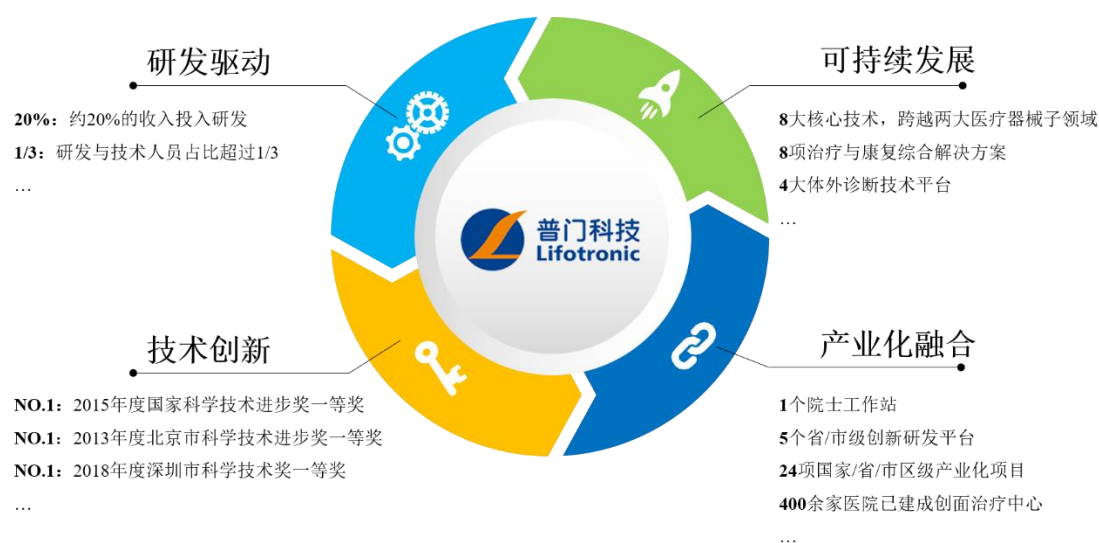 研发驱动
20%：约20%的收入投入研发
1/3：研发与技术人员占比超过1/3
…
可持续发展
8大核心技术，跨越两大医疗器械子领域
8项治疗与康复综合解决方案
4大体外诊断技术平台
…
普门科技
Lifotronic
技术创新
NO.1：2015年度国家科学技术进步奖一等奖
NO.1：2013年度北京市科学技术进步奖一等奖
NO.1：2018年度深圳市科学技术奖一等奖
…
产业化融合
1个院士工作站
5个省/市级创新研发平台
24项国家/省/市区级产业化项目
400余家医院已建成创面治疗中心
…